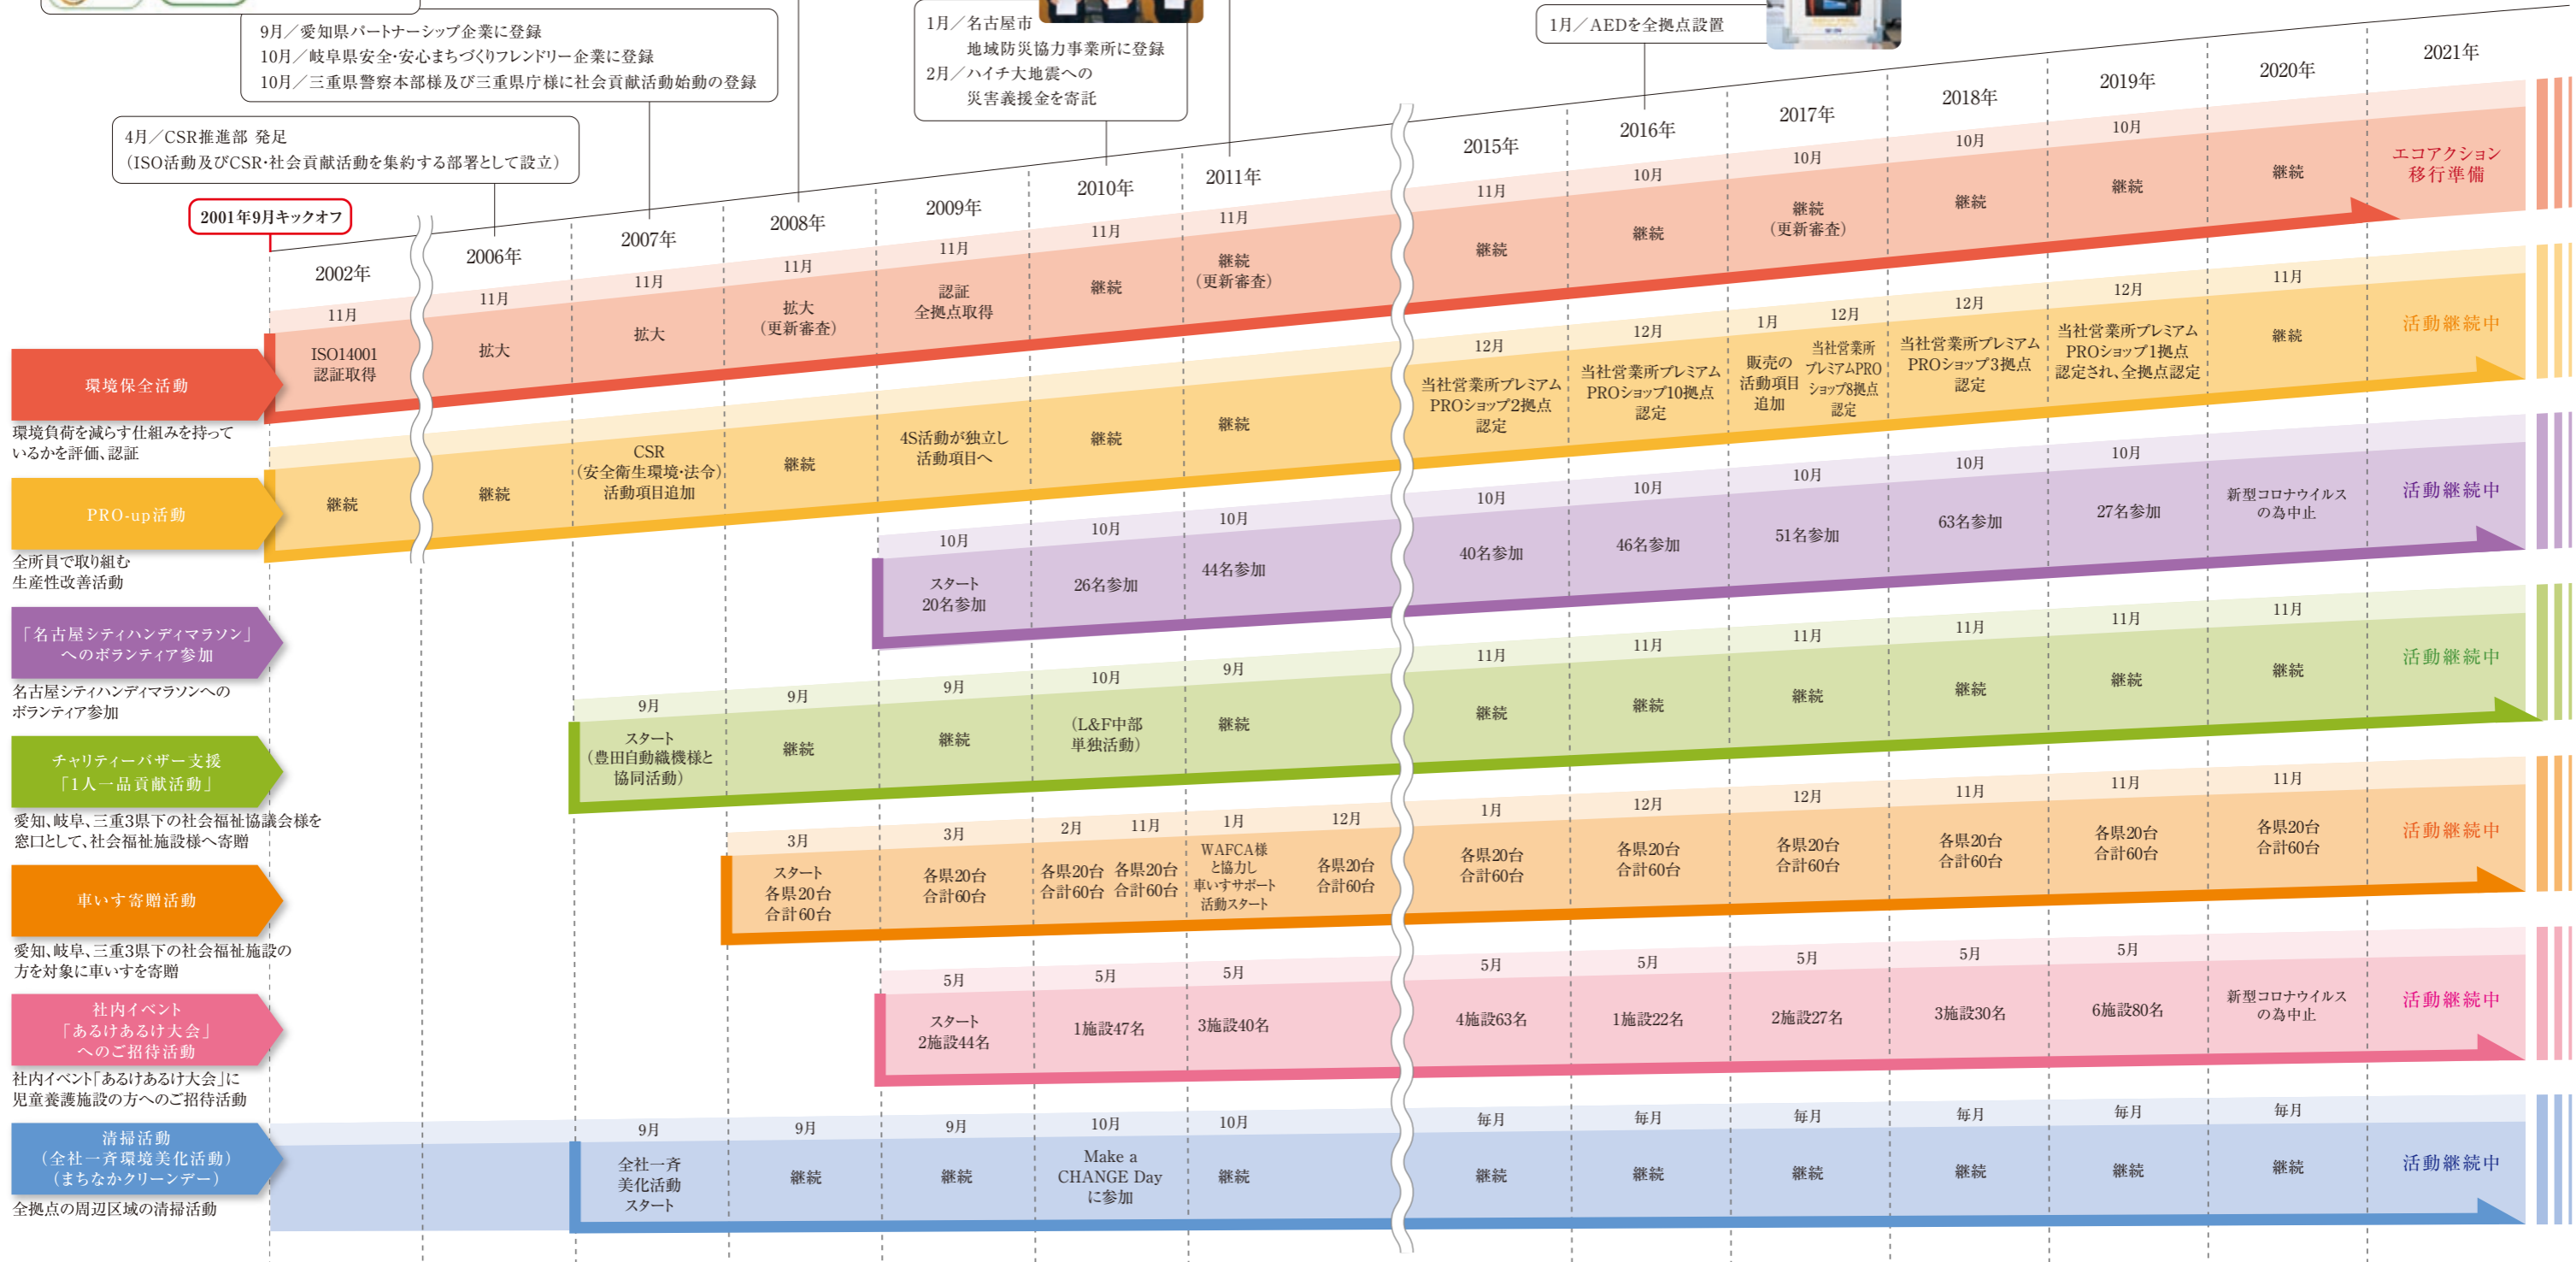 9月／愛知県パートナーシップ企業に登録
10月／岐阜県安全・安心まちづくりフレンドリー企業に登録
10月／三重県警察本部様及び三重県庁様に社会貢献活動始動の登録
1月／名古屋市
地域防災協力事業所に登録
2月／ハイチ大地震への
災害義援金を寄託
1月／AEDを全拠点設置
4月／CSR推進部 発足
（ISO活動及びCSR・社会貢献活動を集約する部署として設立）
2001年9月キックオフ
2002年
2006年
2007年
2008年
2009年
2010年
2011年
2015年
2016年
2017年
2018年
2019年
2020年
2021年
環境保全活動
環境負荷を減らす仕組みを持って
いるかを評価、認証
11月
ISO14001
認証取得
11月
拡大
11月
拡大
11月
拡大
（更新審査）
11月
認証
全拠点取得
11月
継続
11月
継続
（更新審査）
11月
継続
10月
継続
10月
継続
（更新審査）
10月
継続
10月
継続
継続
エコアクション
移行準備
PRO-up活動
全所員で取り組む
生産性改善活動
継続
継続
CSR
（安全衛生環境・法令）
活動項目追加
継続
4S活動が独立し
活動項目へ
継続
継続
12月
当社営業所プレミアム
PROショップ2拠点
認定
12月
当社営業所プレミアム
PROショップ10拠点
認定
1月
販売の
活動項目
追加
12月
当社営業所
プレミアムPRO
ショップ8拠点
認定
12月
当社営業所プレミアム
PROショップ3拠点
認定
12月
当社営業所プレミアム
PROショップ1拠点
認定され、全拠点認定
11月
継続
活動継続中
「名古屋シティハンディマラソン」
へのボランティア参加
名古屋シティハンディマラソンへの
ボランティア参加
10月
スタート
20名参加
10月
26名参加
10月
44名参加
10月
40名参加
10月
46名参加
10月
51名参加
10月
63名参加
10月
27名参加
新型コロナウイルス
の為中止
活動継続中
チャリティーバザー支援
「1人一品貢献活動」
愛知、岐阜、三重3県下の社会福祉協議会様を
窓口として、社会福祉施設様へ寄贈
9月
スタート
（豊田自動織機様と
協同活動）
9月
継続
9月
継続
10月
（L&F中部
単独活動）
9月
継続
11月
継続
11月
継続
11月
継続
11月
継続
11月
継続
11月
継続
活動継続中
車いす寄贈活動
愛知、岐阜、三重3県下の社会福祉施設の
方を対象に車いすを寄贈
3月
スタート
各県20台
合計60台
3月
各県20台
合計60台
2月
各県20台
合計60台
11月
各県20台
合計60台
1月
WAFCA様
と協力し
車いすサポート
活動スタート
12月
各県20台
合計60台
1月
各県20台
合計60台
12月
各県20台
合計60台
12月
各県20台
合計60台
11月
各県20台
合計60台
11月
各県20台
合計60台
11月
各県20台
合計60台
活動継続中
社内イベント
「あるけあるけ大会」
へのご招待活動
社内イベント「あるけあるけ大会」に
児童養護施設の方へのご招待活動
5月
スタート
2施設44名
5月
1施設47名
5月
3施設40名
5月
4施設63名
5月
1施設22名
5月
2施設27名
5月
3施設30名
5月
6施設80名
新型コロナウイルス
の為中止
活動継続中
清掃活動
（全社一斉環境美化活動）
（まちなかクリーンデー）
全拠点の周辺区域の清掃活動
9月
全社一斉
美化活動
スタート
9月
継続
9月
継続
10月
Make a
CHANGE Day
に参加
10月
継続
毎月
継続
毎月
継続
毎月
継続
毎月
継続
毎月
継続
毎月
継続
活動継続中